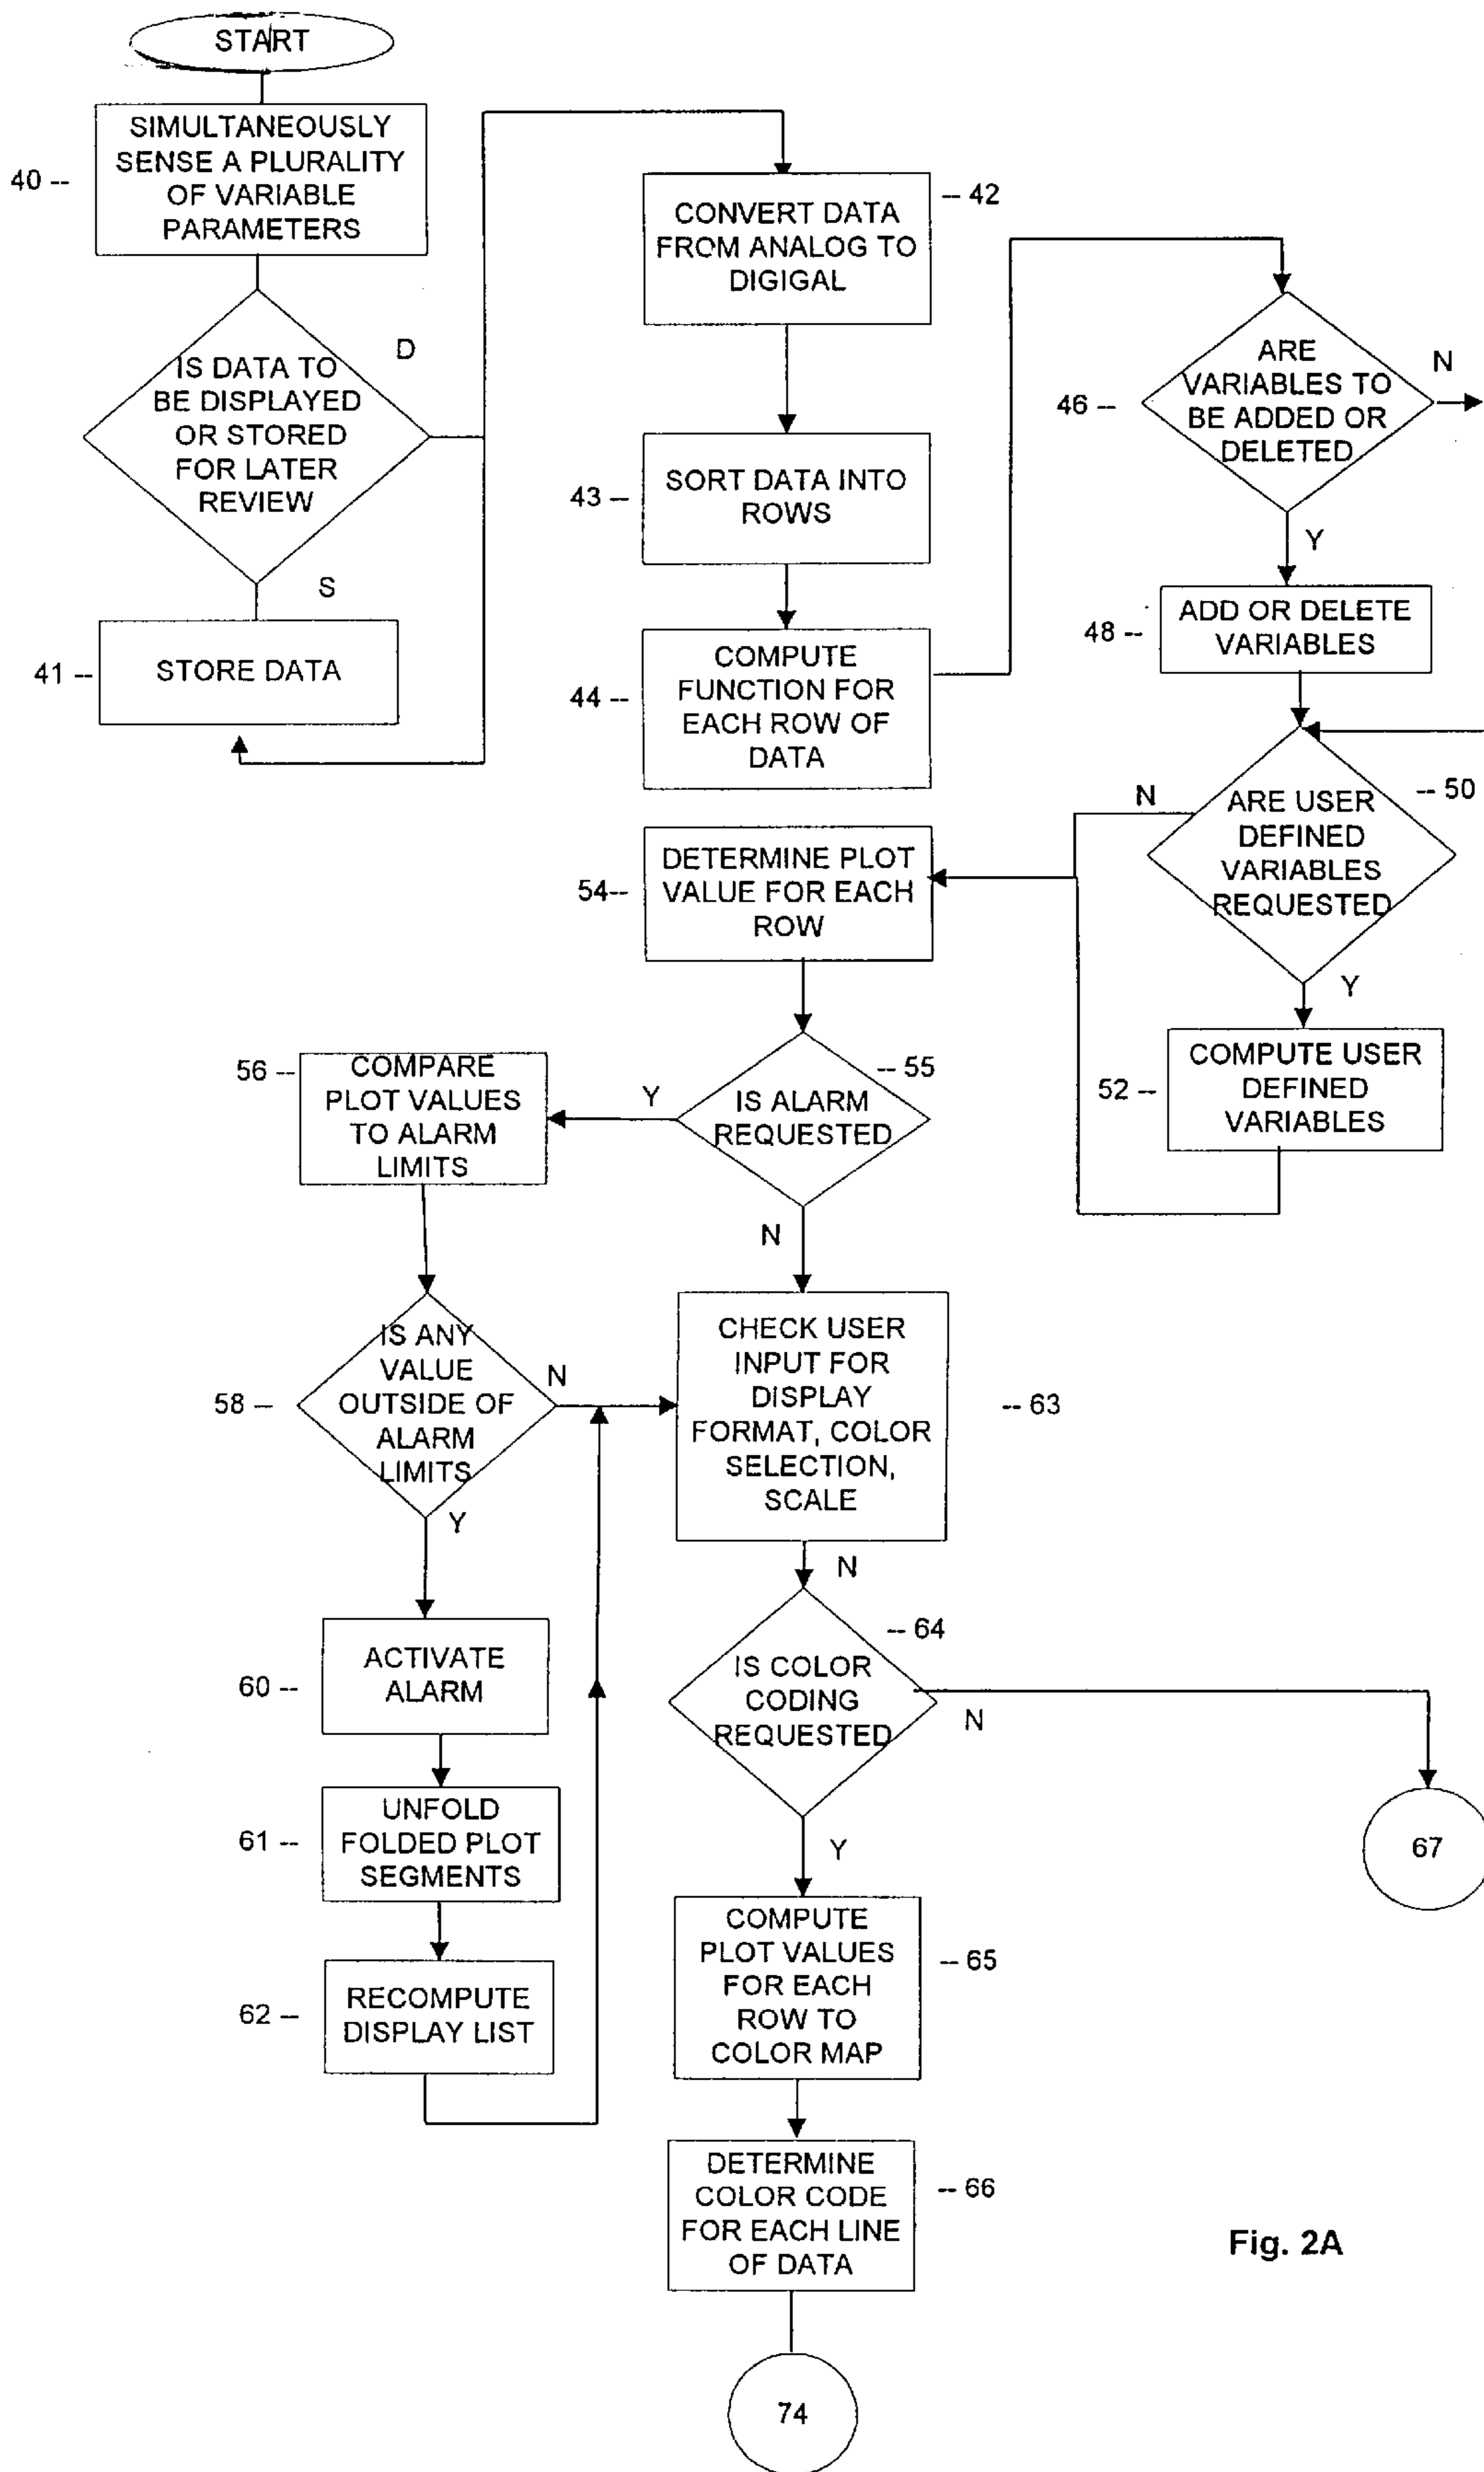 START
40 --
SIMULTANEOUSLY
SENSE A PLURALITY
OF VARIABLE
PARAMETERS
IS DATA TO
BE DISPLAYED
OR STORED
FOR LATER
REVIEW
D
S
41 --
STORE DATA
-- 42
CONVERT DATA
FROM ANALOG TO
DIGIGAL
43 --
SORT DATA INTO
ROWS
44 --
COMPUTE
FUNCTION FOR
EACH ROW OF
DATA
46 --
ARE
VARIABLES TO
BE ADDED OR
DELETED
N
Y
48 --
ADD OR DELETE
VARIABLES
-- 50
ARE USER
DEFINED
VARIABLES
REQUESTED
N
Y
52 --
COMPUTE USER
DEFINED
VARIABLES
54--
DETERMINE PLOT
VALUE FOR EACH
ROW
-- 55
IS ALARM
REQUESTED
Y
N
56 --
COMPARE
PLOT VALUES
TO ALARM
LIMITS
58 --
IS ANY
VALUE
OUTSIDE OF
ALARM
LIMITS
N
Y
60 --
ACTIVATE
ALARM
61 --
UNFOLD
FOLDED PLOT
SEGMENTS
62 --
RECOMPUTE
DISPLAY LIST
CHECK USER
INPUT FOR
DISPLAY
FORMAT, COLOR
SELECTION,
SCALE
-- 63
N
-- 64
IS COLOR
CODING
REQUESTED
N
Y
67
COMPUTE
PLOT VALUES
FOR EACH
ROW TO
COLOR MAP
-- 65
DETERMINE
COLOR CODE
FOR EACH LINE
OF DATA
-- 66
74
Fig. 2A